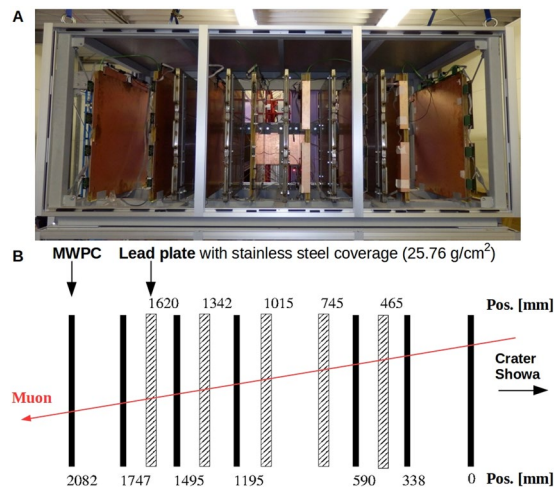 A
B
MWPC Lead plate with stainless steel coverage (25.76 g/cm²)
1620 1342 1015 745 465 Pos. [mm]
Crater
Showa
Muon
2082 1747 1495 1195 590 338 0 Pos. [mm]